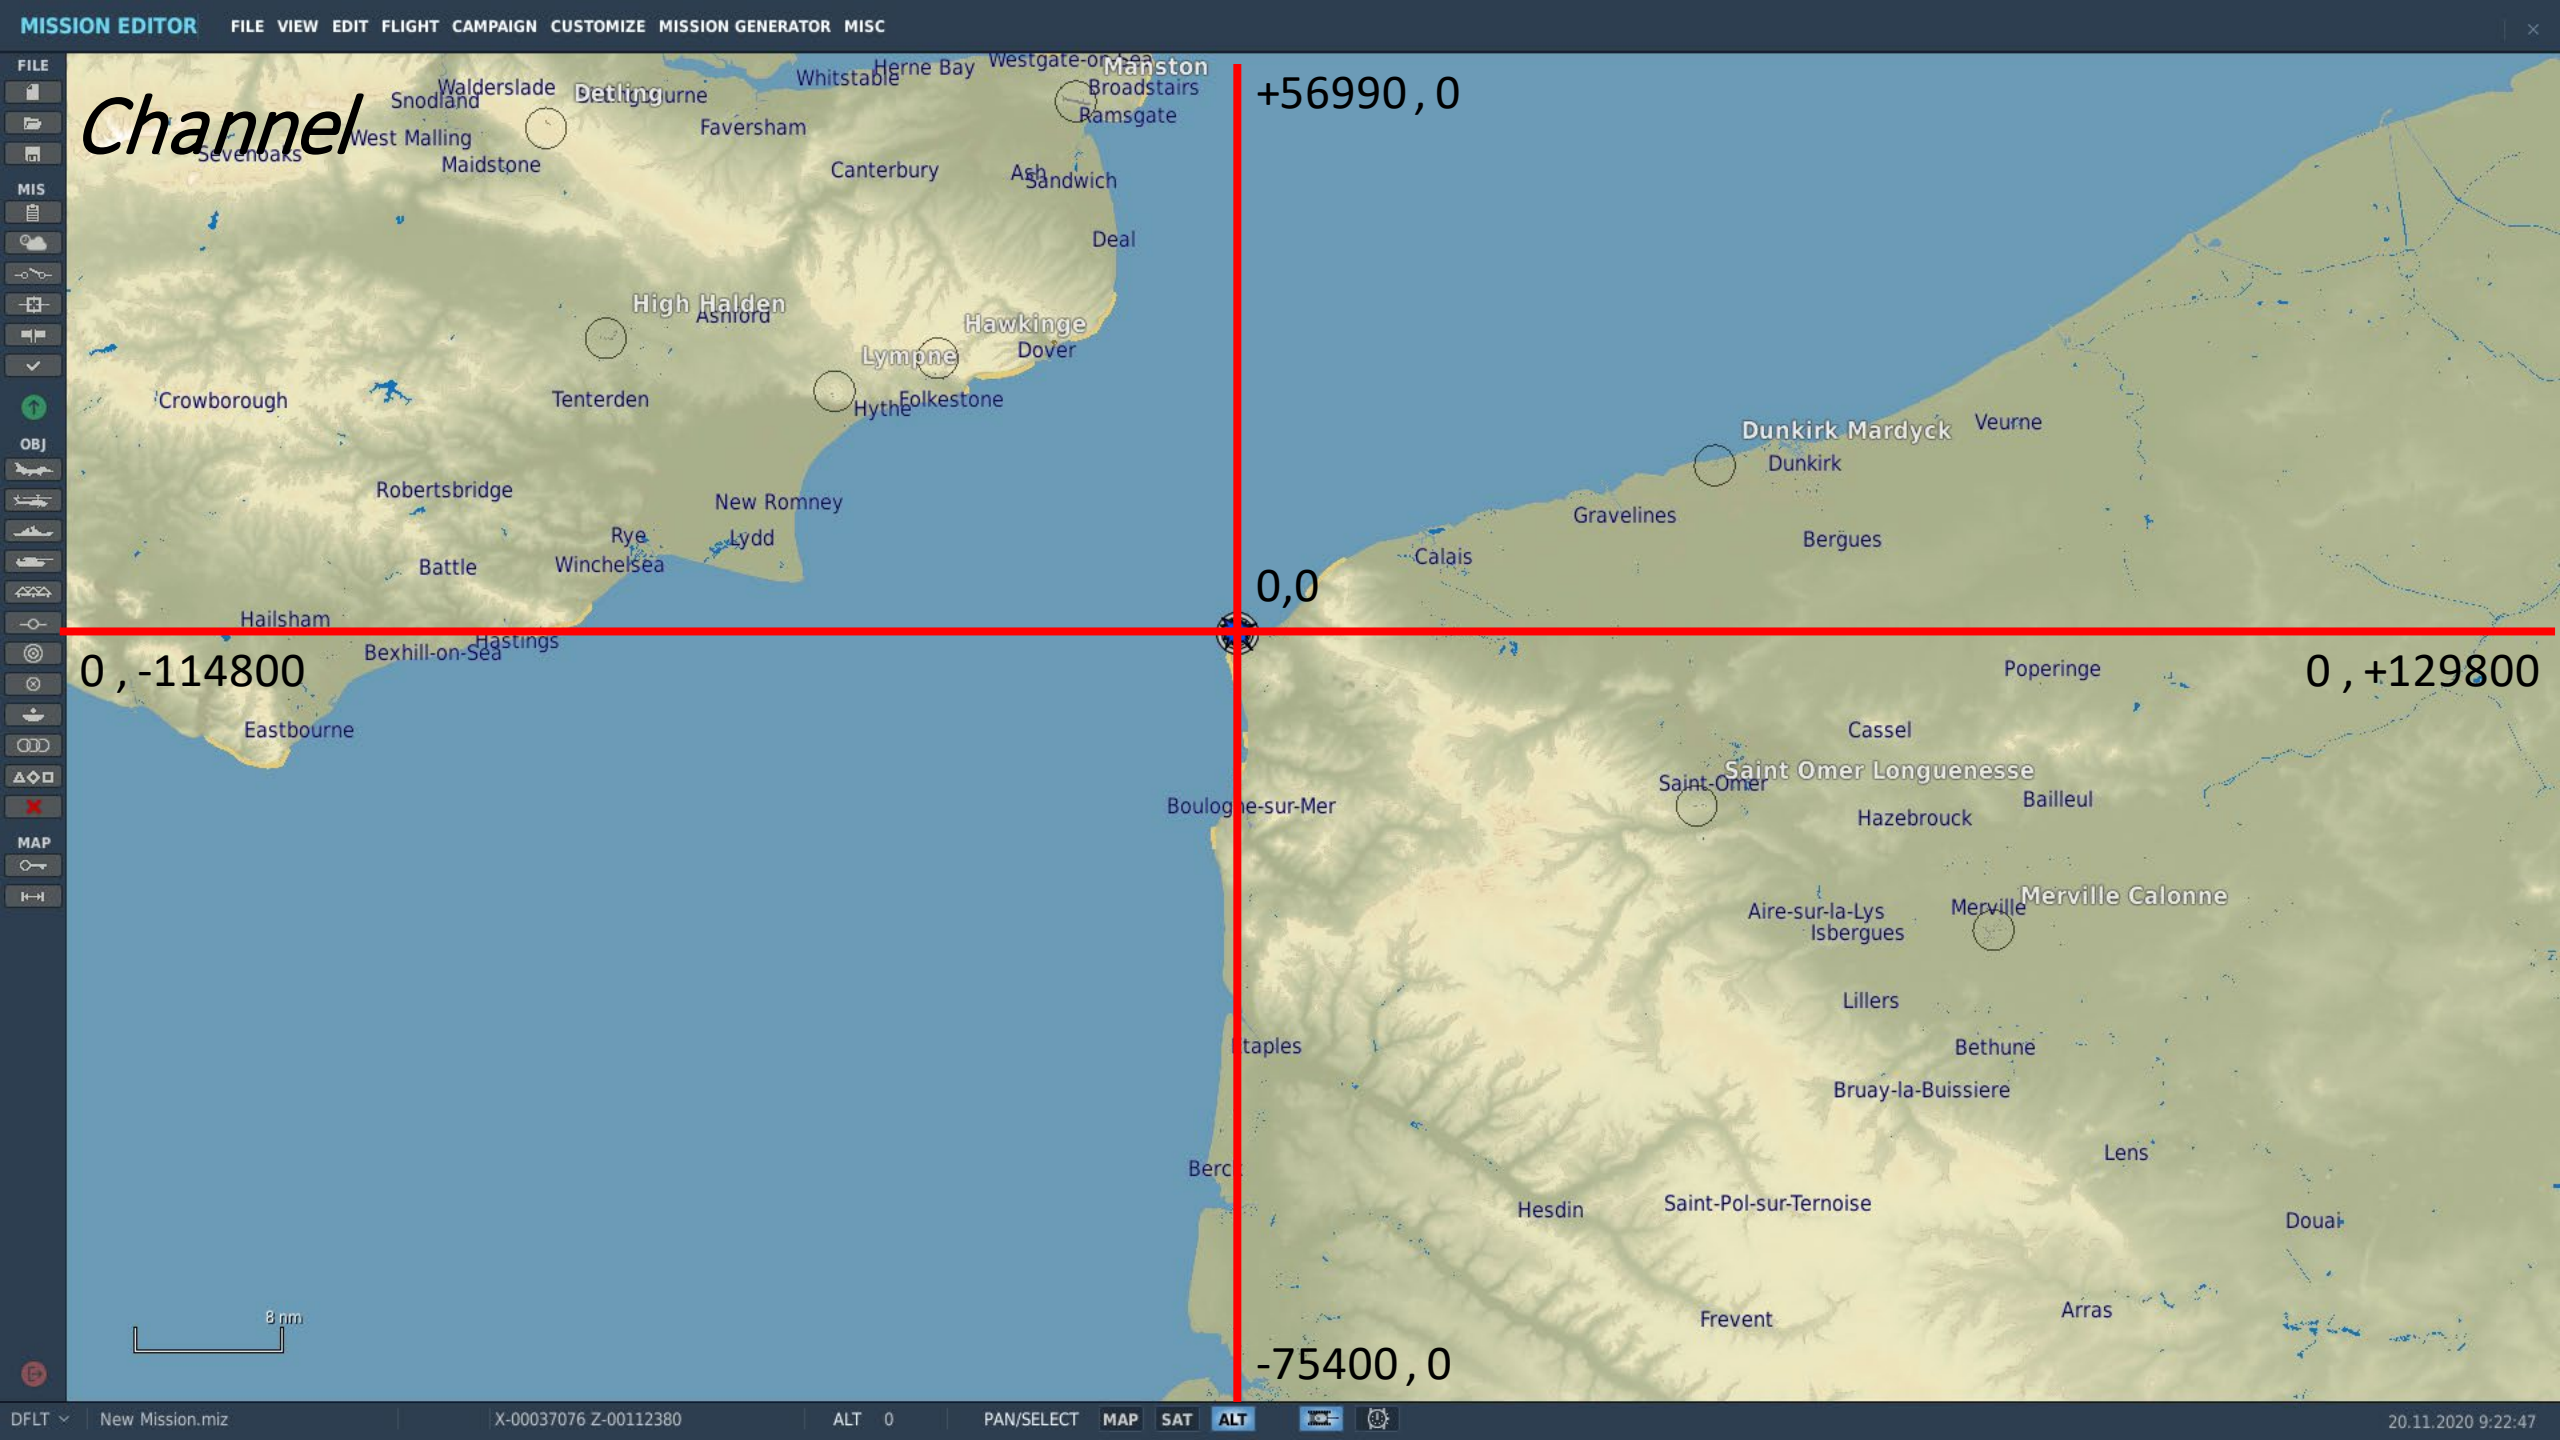 MISSION EDITOR FILE VIEW EDIT FLIGHT CAMPAIGN CUSTOMIZE MISSION GENERATOR MISC
FILE
MIS
OBJ
MAP
Channel
Westgate-on-Sea
Manston
Herne Bay
Whitstable
Walderslade
Detling
Broadstairs
Snodland
Ramsgate
Faversham
West Malling
Sevenoaks
Maidstone
Canterbury
Ash
Sandwich
Deal
+56990 , 0
High Halden
Ashford
Hawkinge
Lympne
Dover
Crowborough
Tenterden
Hythe
Folkestone
Dunkirk Mardyck
Veurne
Dunkirk
Robertsbridge
New Romney
Gravelines
Rye
Lydd
Bergues
Battle
Winchelsea
Calais
0,0
Hailsham
Hastings
Bexhill-on-Sea
0 , -114800
Poperinge
0 , +129800
Eastbourne
Cassel
Saint Omer Longuenesse
Saint-Omer
Bailleul
Boulogne-sur-Mer
Hazebrouck
Merville Calonne
Merville
Aire-sur-la-Lys
Isbergues
Lillers
Etaples
Bethune
Bruay-la-Buissiere
Lens
Berck
Hesdin
Saint-Pol-sur-Ternoise
Douai
Arras
Frevent
8 nm
-75400 , 0
DFLT New Mission.miz X-00037076 Z-00112380 ALT 0 PAN/SELECT MAP SAT ALT 20.11.2020 9:22:47